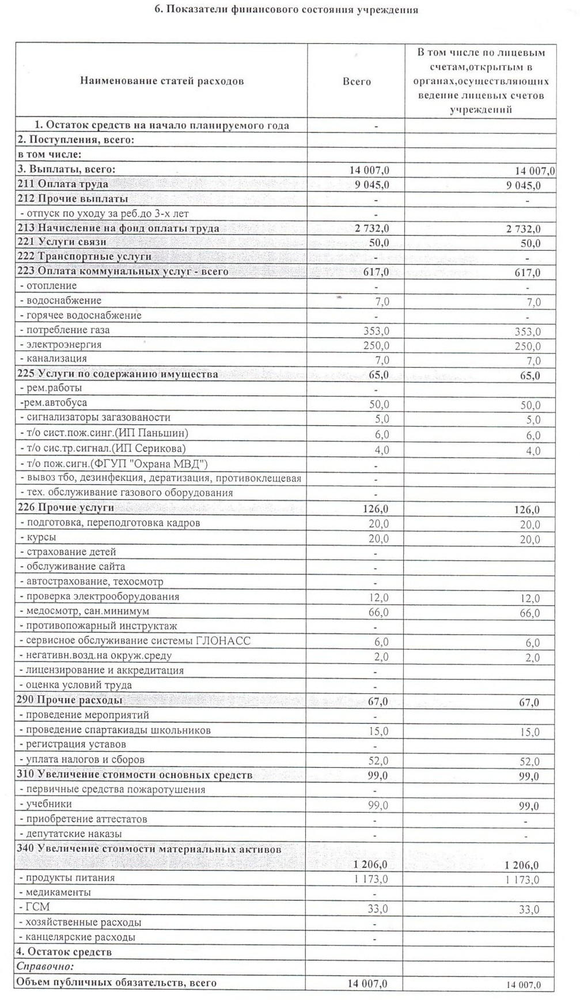 6. Показатели финансового состояния учреждения
Наименование статей расходов
Всего
В том числе по лицевым
счетам,открытым в
органах,осуществляющих
ведение лицевых счетов
учреждений
1. Остаток средств на начало планируемого года -
2. Поступления, всего:
в том числе:
3. Выплаты, всего: 14 007,0 14 007,0
211 Оплата труда 9 045,0 9 045,0
212 Прочие выплаты - -
- отпуск по уходу за реб.до 3-х лет -
213 Начисление на фонд оплаты труда 2 732,0 2 732,0
221 Услуги связи 50,0 50,0
222 Транспортные услуги - -
223 Оплата коммунальных услуг - всего 617,0 617,0
- отопление - -
- водоснабжение 7,0 7,0
- горячее водоснабжение - -
- потребление газа 353,0 353,0
- электроэнергия 250,0 250,0
- канализация 7,0 7,0
225 Услуги по содержанию имущества 65,0 65,0
- рем.работы -
-рем.автобуса 50,0 50,0
- сигнализаторы загазованости 5,0 5,0
- т/о сист.пож.синг.(ИП Паньшин) 6,0 6,0
- т/о сис.тр.сигнал.(ИП Серикова) 4,0 4,0
- т/о пож.сигн.(ФГУП "Охрана МВД") -
- вывоз тбо, дезинфекция, дератизация, противоклещевая -
- тех. обслуживание газового оборудования -
226 Прочие услуги 126,0 126,0
- подготовка, переподготовка кадров 20,0 20,0
- курсы 20,0 20,0
- страхование детей -
- обслуживание сайта -
- автострахование, техосмотр -
- проверка электрооборудования 12,0 12,0
- медосмотр, сан.минимум 66,0 66,0
- противопожарный инструктаж -
- сервисное обслуживание системы ГЛОНАСС 6,0 6,0
- негативн.возд.на окруж.среду 2,0 2,0
- лицензирование и аккредитация -
- оценка условий труда -
290 Прочие расходы 67,0 67,0
- проведение мероприятий -
- проведение спартакиады школьников 15,0 15,0
- регистрация уставов -
- уплата налогов и сборов 52,0 52,0
310 Увеличение стоимости основных средств 99,0 99,0
- первичные средства пожаротушения -
- учебники 99,0 99,0
- приобретение аттестатов - -
- депутатские наказы - -
340 Увеличение стоимости материальных активов
1 206,0 1 206,0
- продукты питания 1 173,0 1 173,0
- медикаменты -
- ГСМ 33,0 33,0
- хозяйственные расходы -
- канцелярские расходы -
4. Остаток средств
Справочно:
Объем публичных обязательств, всего 14 007,0 14 007,0